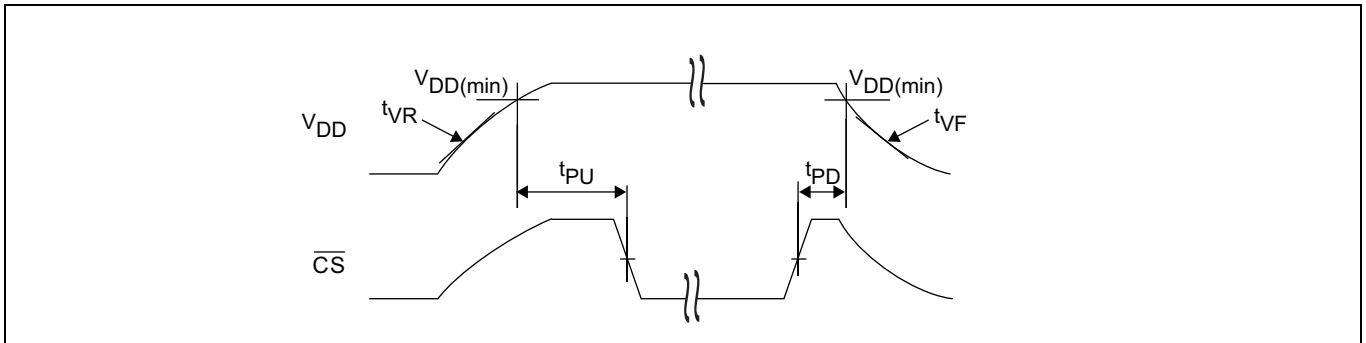 VDD(min)
VDD(min)
tVR
tVF
VDD
tPU
tPD
CS